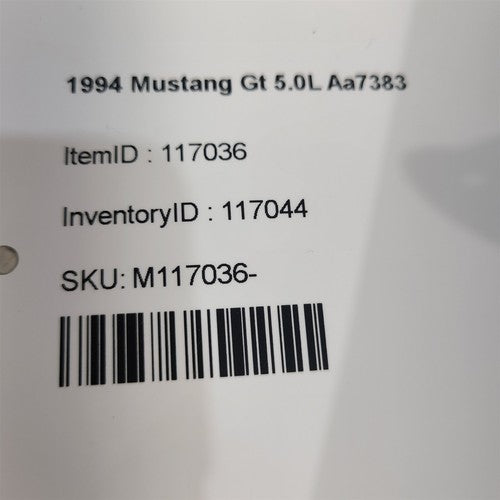 1994 Mustang Gt 5.0L Aa7383
ItemID : 117036
InventoryID : 117044
SKU: M117036-